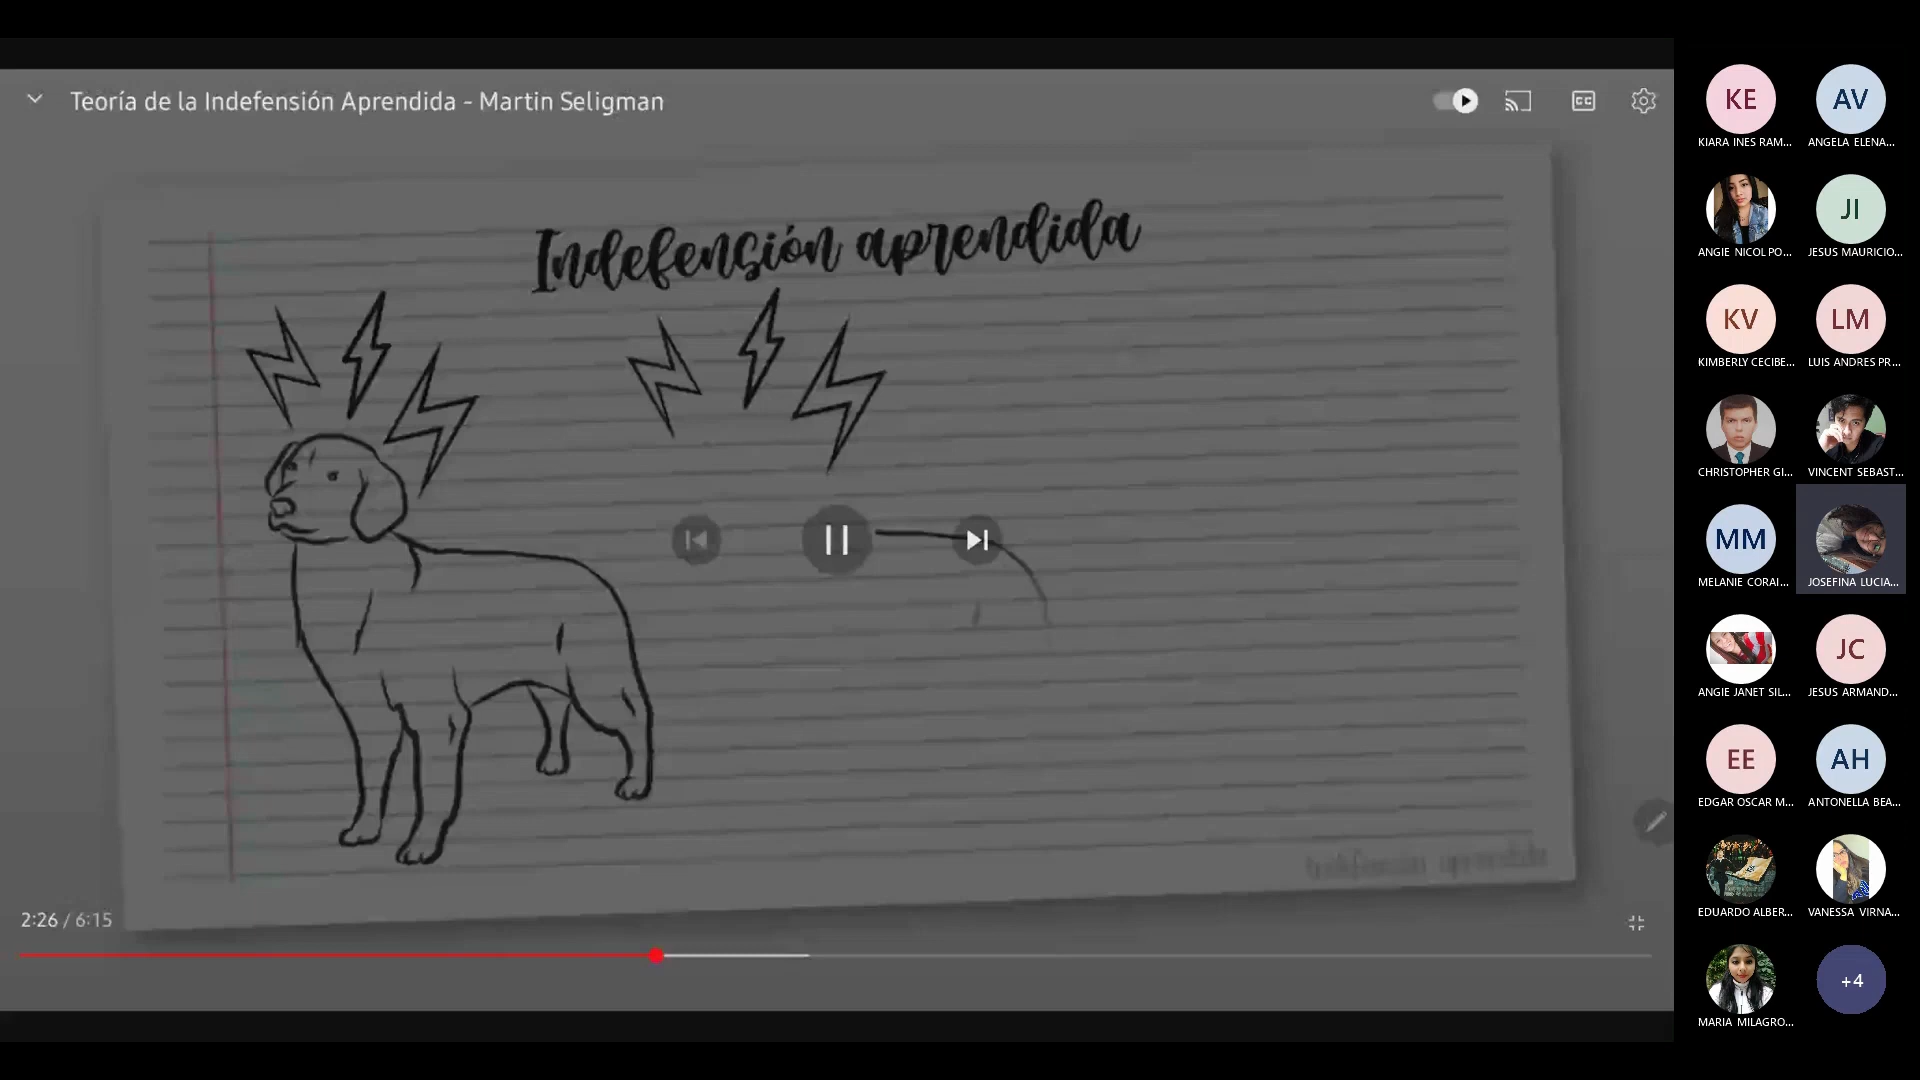 Teoría de la Indefensión Aprendida - Martin Seligman
CC
Indefensión aprendida
indefensión aprendida
2:26 / 6:15
KE
KIARA INES RAM...
AV
ANGELA ELENA...
ANGIE NICOL PO...
JI
JESUS MAURICIO...
KV
KIMBERLY CECIBE...
LM
LUIS ANDRES PR...
CHRISTOPHER GI...
VINCENT SEBAST...
MM
MELANIE CORAI...
JOSEFINA LUCIA...
ANGIE JANET SIL...
JC
JESUS ARMAND...
EE
EDGAR OSCAR M...
AH
ANTONELLA BEA...
EDUARDO ALBER...
VANESSA VIRNA...
MARIA MILAGRO...
+4